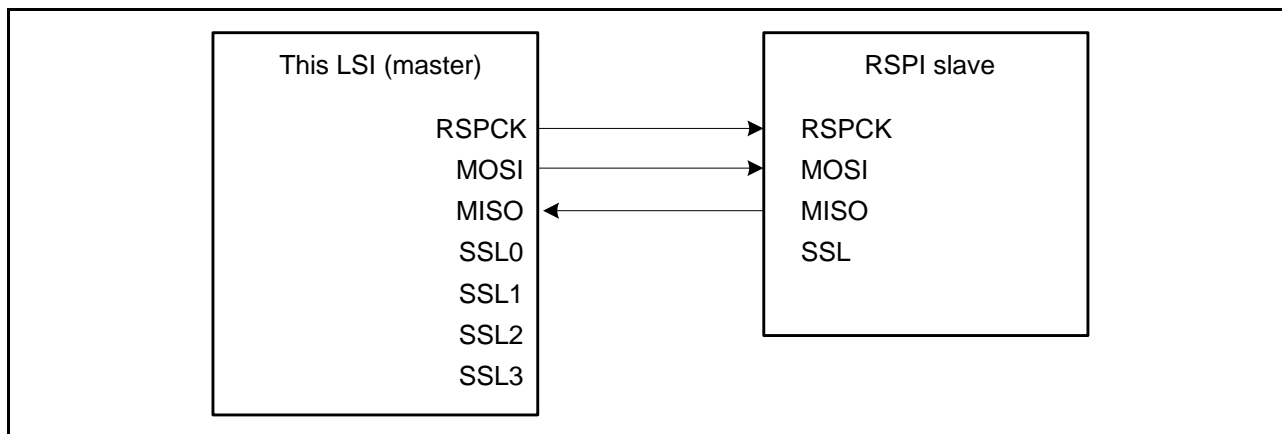 This LSI (master)
RSPCK
MOSI
MISO
SSL0
SSL1
SSL2
SSL3
RSPI slave
RSPCK
MOSI
MISO
SSL